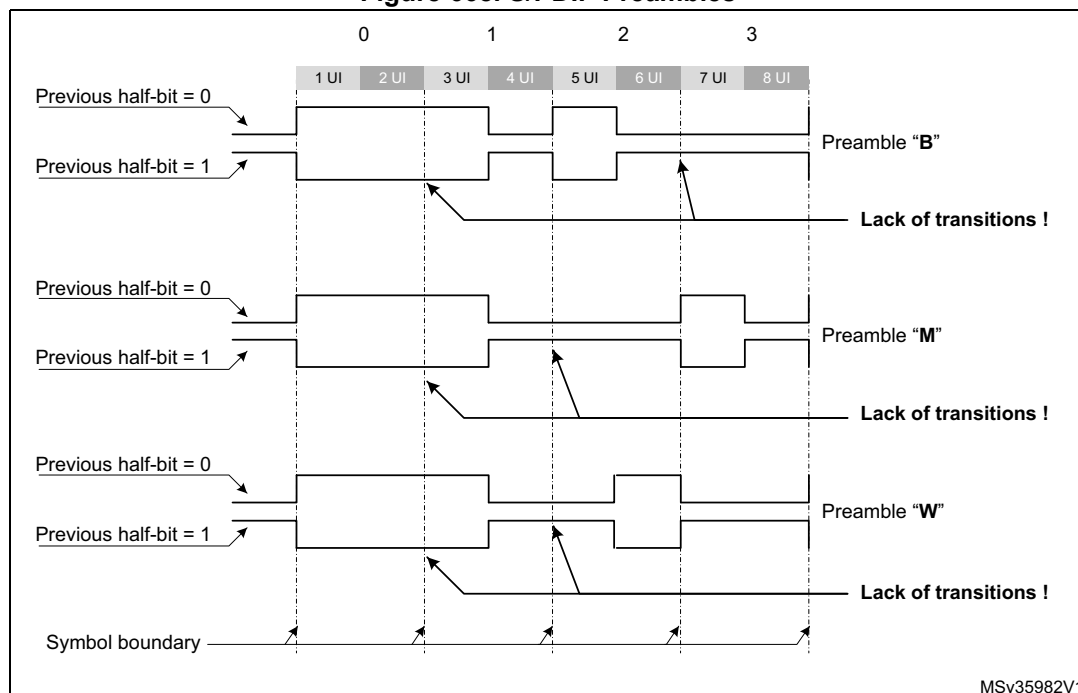 0 1 2 3
1 UI 2 UI 3 UI 4 UI 5 UI 6 UI 7 UI 8 UI
Previous half-bit = 0
Preamble “B”
Previous half-bit = 1
Lack of transitions !
Previous half-bit = 0
Preamble “M”
Previous half-bit = 1
Lack of transitions !
Previous half-bit = 0
Preamble “W”
Previous half-bit = 1
Lack of transitions !
Symbol boundary
MSv35982V1